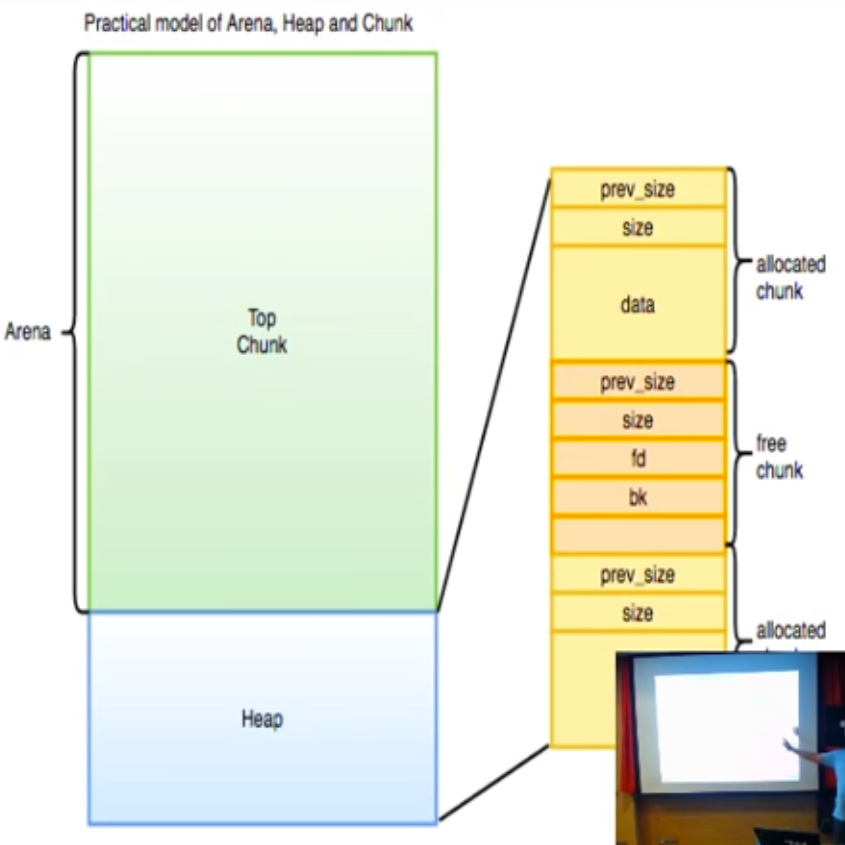 Practical model of Arena, Heap and Chunk
Arena
Top
Chunk
Heap
prev_size
size
data
allocated
chunk
prev_size
size
fd
bk
free
chunk
prev_size
size
allocated